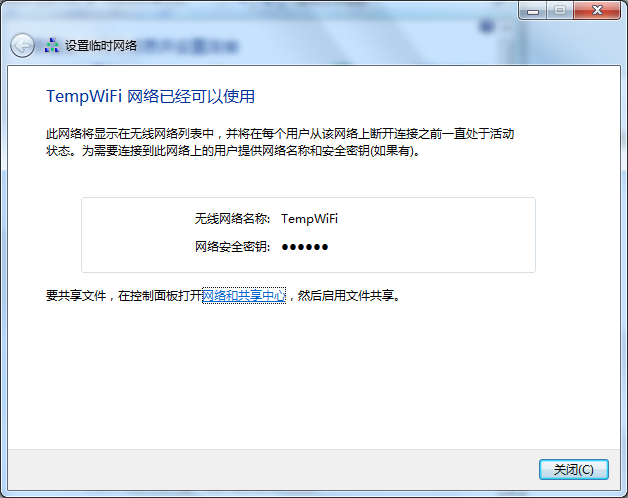 设置临时网络
TempWiFi 网络已经可以使用
此网络将显示在无线网络列表中，并将在每个用户从该网络上断开连接之前一直处于活动
状态。为需要连接到此网络上的用户提供网络名称和安全密钥(如果有)。
无线网络名称: TempWiFi
网络安全密钥: ●●●●●●
要共享文件，在控制面板打开网络和共享中心，然后启用文件共享。
关闭(C)